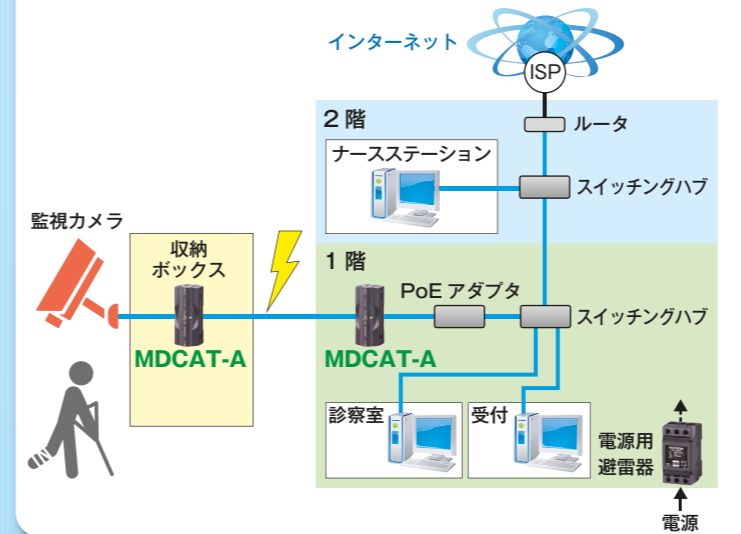 インターネット
ISP
2階
ルータ
ナースステーション
スイッチングハブ
監視カメラ
収納
ボックス
1階
PoE アダプタ
スイッチングハブ
MDCAT-A
MDCAT-A
診察室
受付
電源用
避雷器
電源